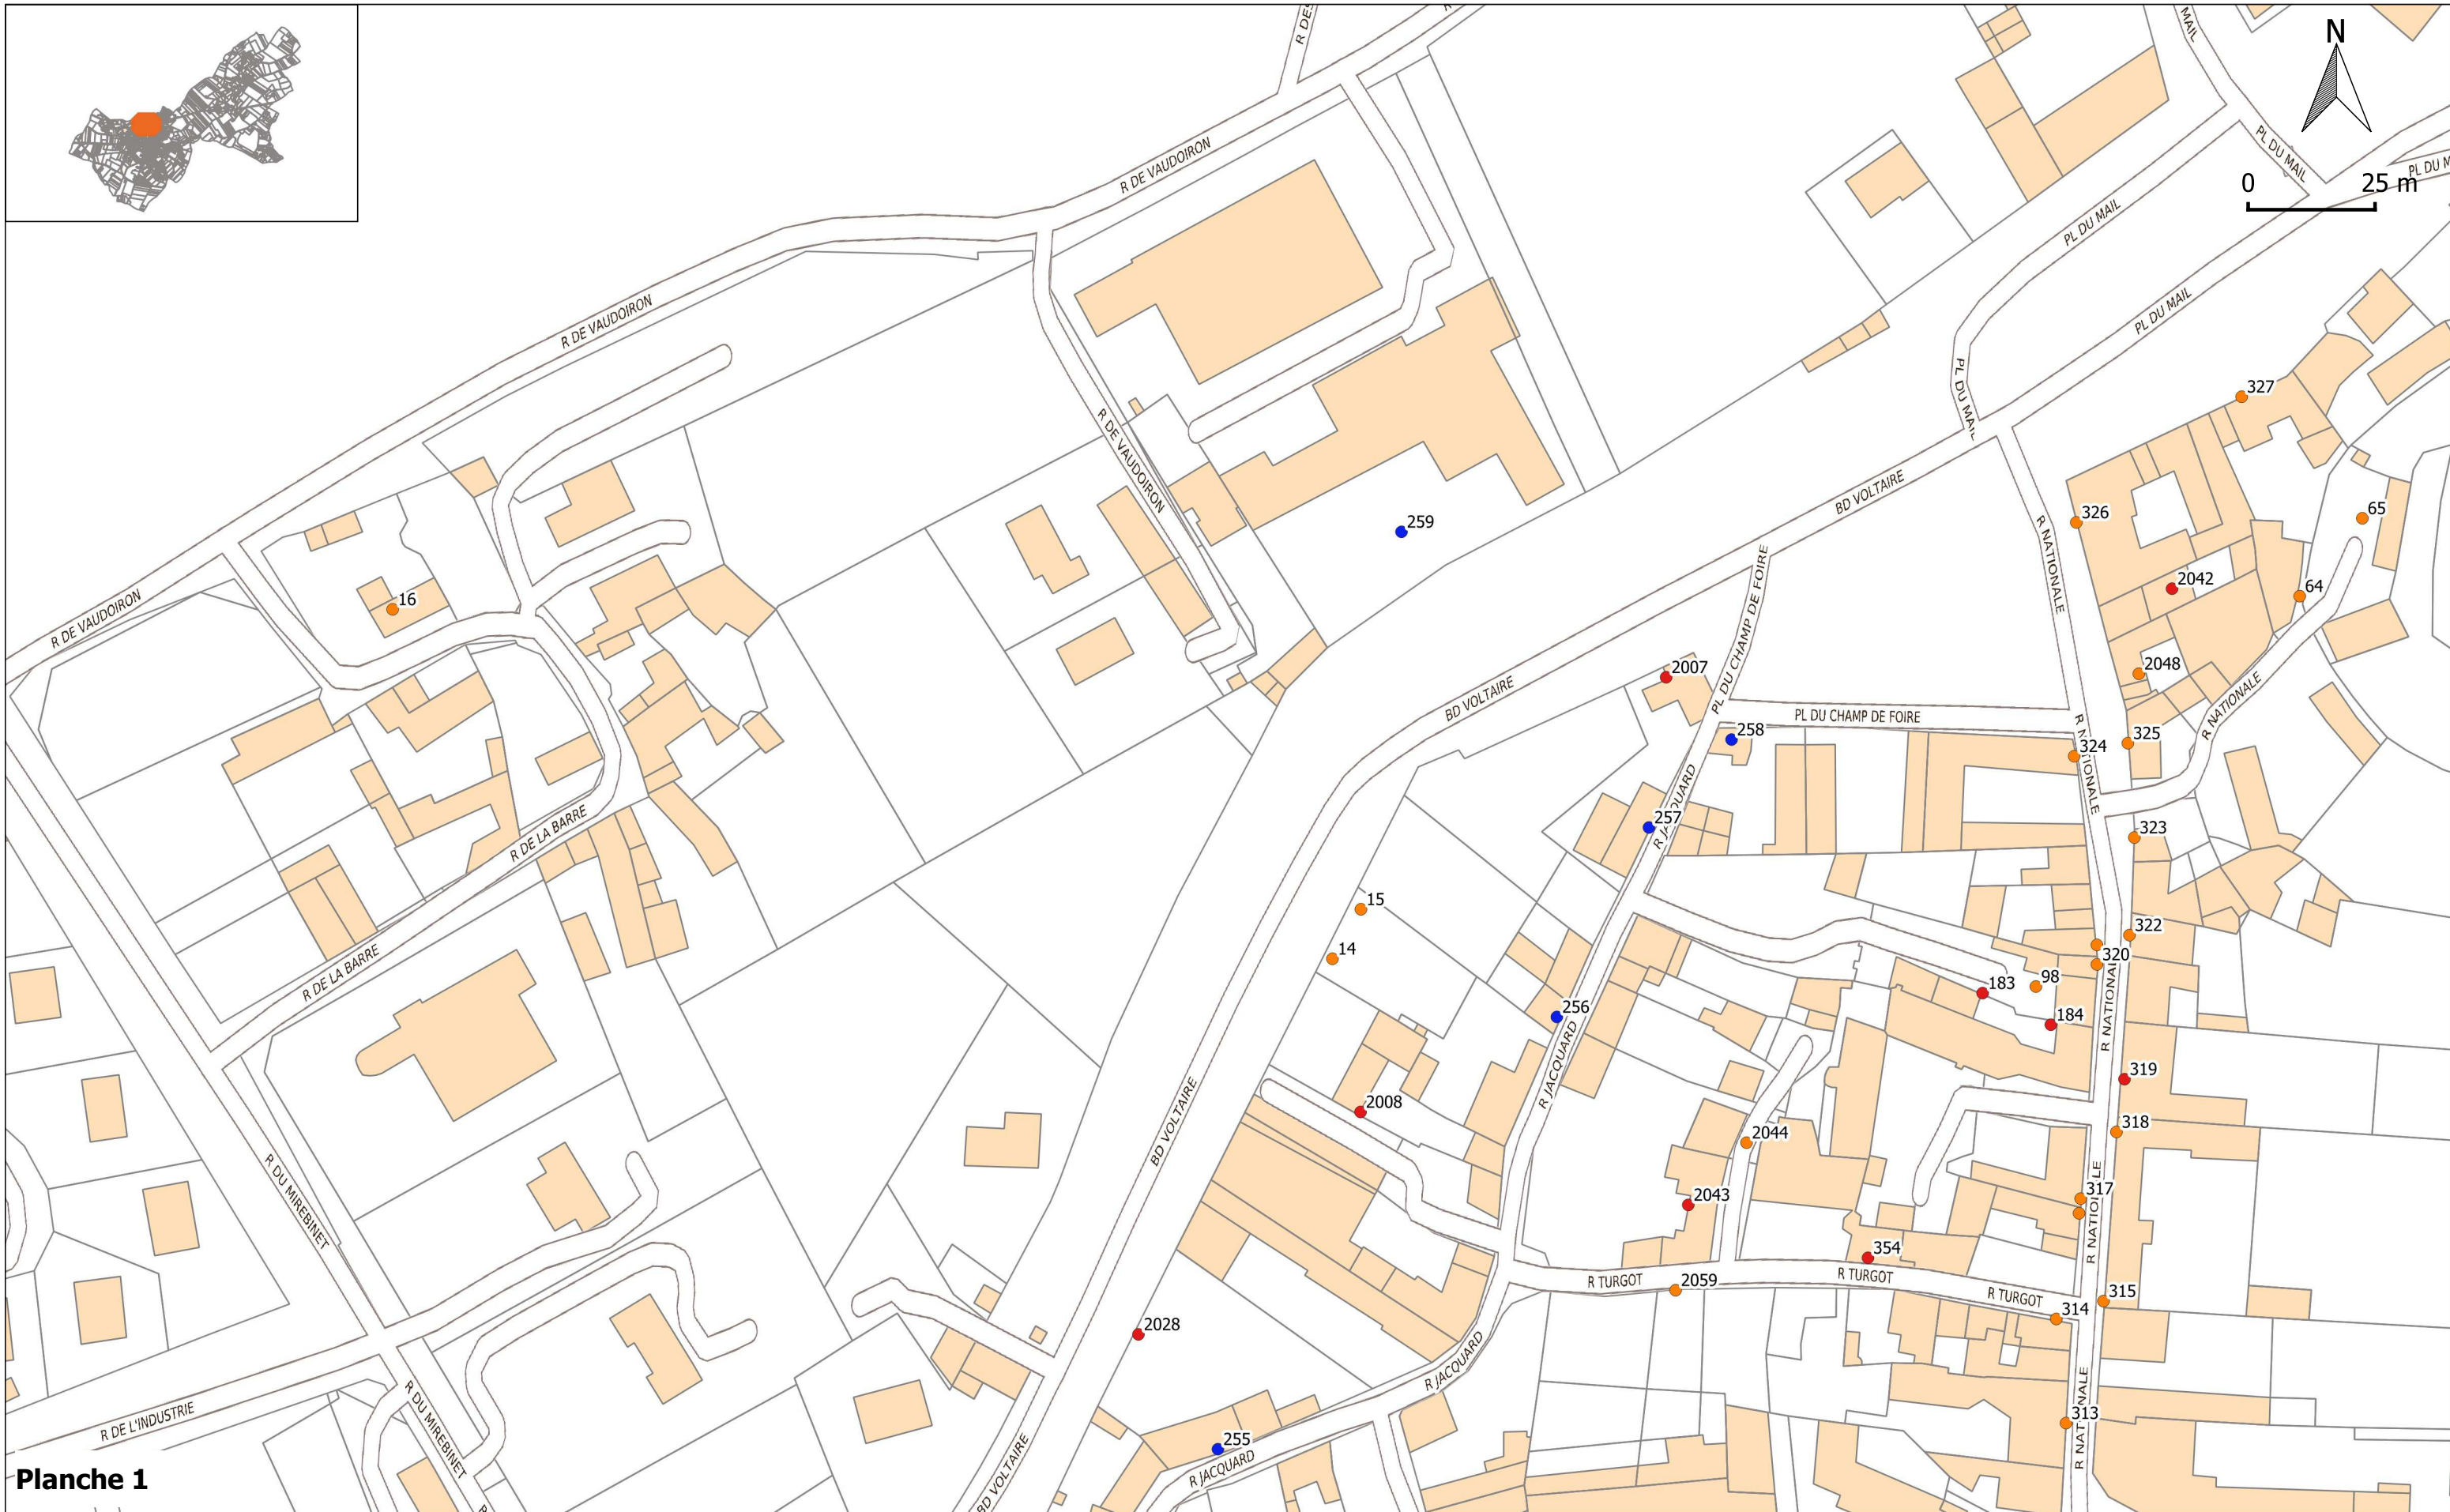 R DES
MAIL
N
R DE VAUDOIRON
PL DU MAIL
PL DU M
0 25 m
PL DU MAIL
R DE VAUDOIRON
PL DU MAIL
PL DU MAIL
327
R DE VAUDOIRON
BD VOLTAIRE
259
326
65
R NATIONALE
16
R DE VAUDOIRON
2042
64
PL DU CHAMP DE FOIRE
2007
2048
BD VOLTAIRE
PL DU CHAMP DE FOIRE
R NATIONALE
258
325
324
R NATIONALE
R JACQUARD
257
323
R DE LA BARRE
15
322
14
320
R DE LA BARRE
98
183
256
184
R NATIONALE
R JACQUARD
319
BD VOLTAIRE
2008
318
2044
R DU MIREBINET
317
2043
R NATIONALE
354
R TURGOT
2059
R TURGOT
R TURGOT
315
314
2028
R JACQUARD
R DE L'INDUSTRIE
R DU MIREBINET
313
R NATIONALE
255
R JACQUARD
BD VOLTAIRE
Planche 1